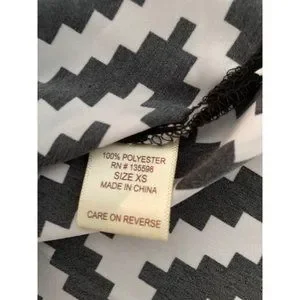 100% POLYESTER
RN # 135598
SIZE XS
MADE IN CHINA
CARE ON REVERSE